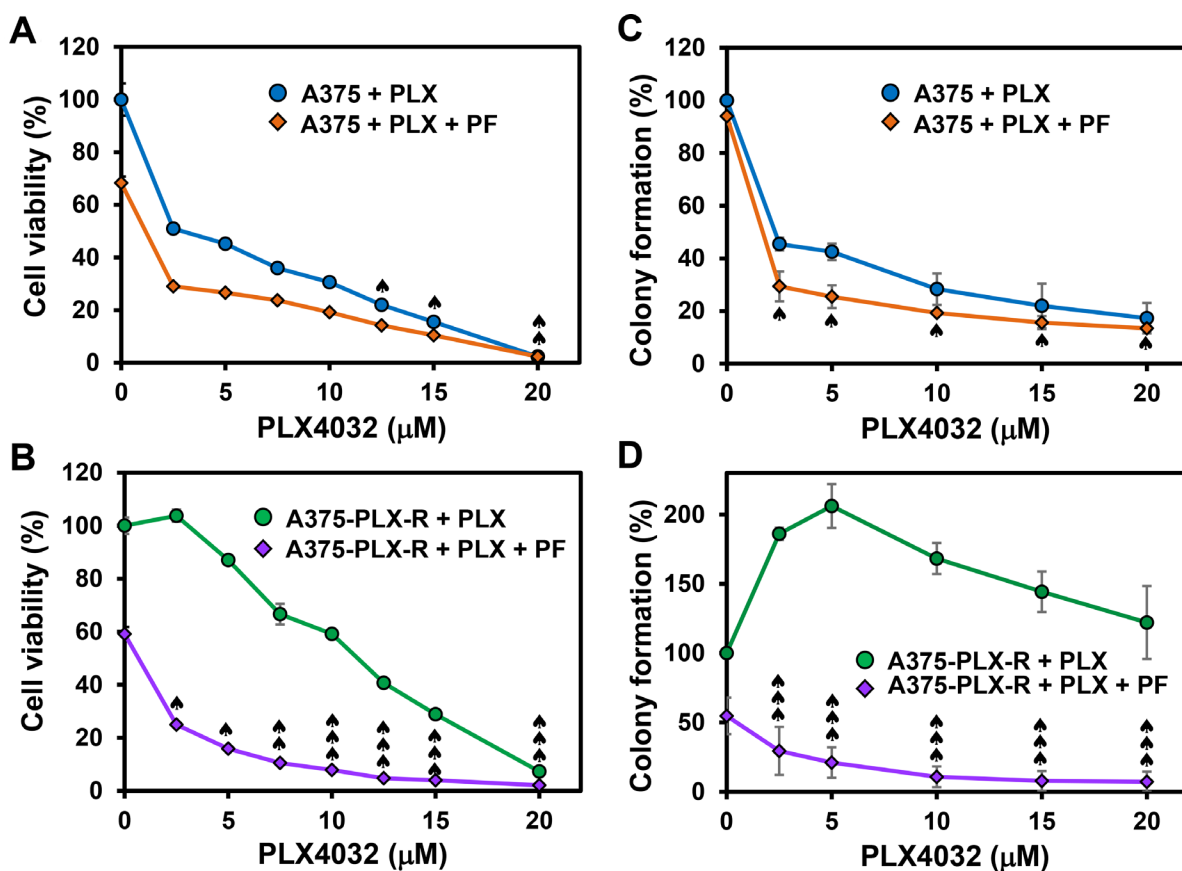 A
120
100
80
60
40
20
0
Cell viability (%)
A375 + PLX
A375 + PLX + PF
0 5 10 15 20
PLX4032 (μM)
C
120
100
80
60
40
20
0
Colony formation (%)
A375 + PLX
A375 + PLX + PF
0 5 10 15 20
PLX4032 (μM)
B
120
100
80
60
40
20
0
Cell viability (%)
A375-PLX-R + PLX
A375-PLX-R + PLX + PF
0 5 10 15 20
PLX4032 (μM)
D
200
150
100
50
0
Colony formation (%)
A375-PLX-R + PLX
A375-PLX-R + PLX + PF
0 5 10 15 20
PLX4032 (μM)